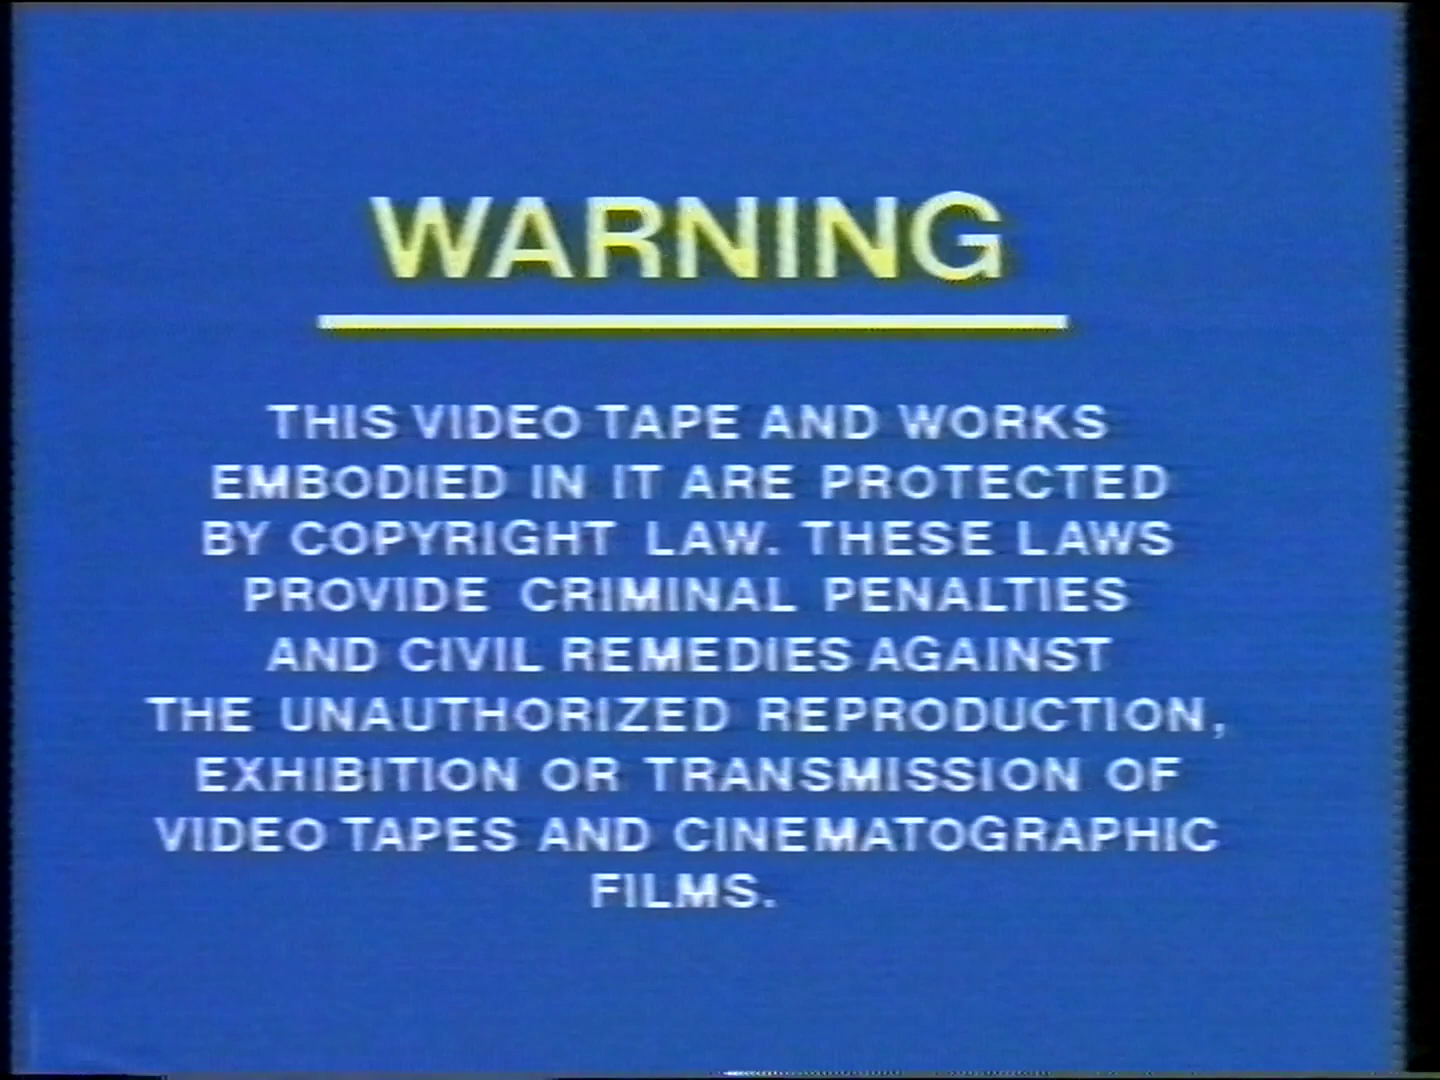 WARNING
THIS VIDEO TAPE AND WORKS
EMBODIED IN IT ARE PROTECTED
BY COPYRIGHT LAW. THESE LAWS
PROVIDE CRIMINAL PENALTIES
AND CIVIL REMEDIES AGAINST
THE UNAUTHORIZED REPRODUCTION,
EXHIBITION OR TRANSMISSION OF
VIDEO TAPES AND CINEMATOGRAPHIC
FILMS.